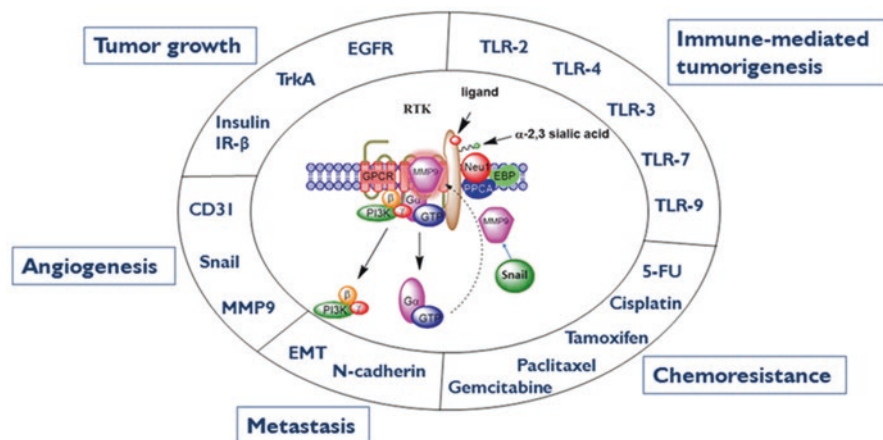 Tumor growth
EGFR
TrkA
Insulin
IR-β
TLR-2
TLR-4
TLR-3
TLR-7
TLR-9
Immune-mediated
tumorigenesis
ligand
RTK
α-2,3 sialic acid
GPCR
MMP9
Neu1
EBP
PPCA
β
Gα
PI3K
γ
GTP
MMP9
Snail
β
PI3K
γ
Gα
GTP
CD31
Snail
MMP9
Angiogenesis
EMT
N-cadherin
Metastasis
5-FU
Cisplatin
Tamoxifen
Paclitaxel
Gemcitabine
Chemoresistance